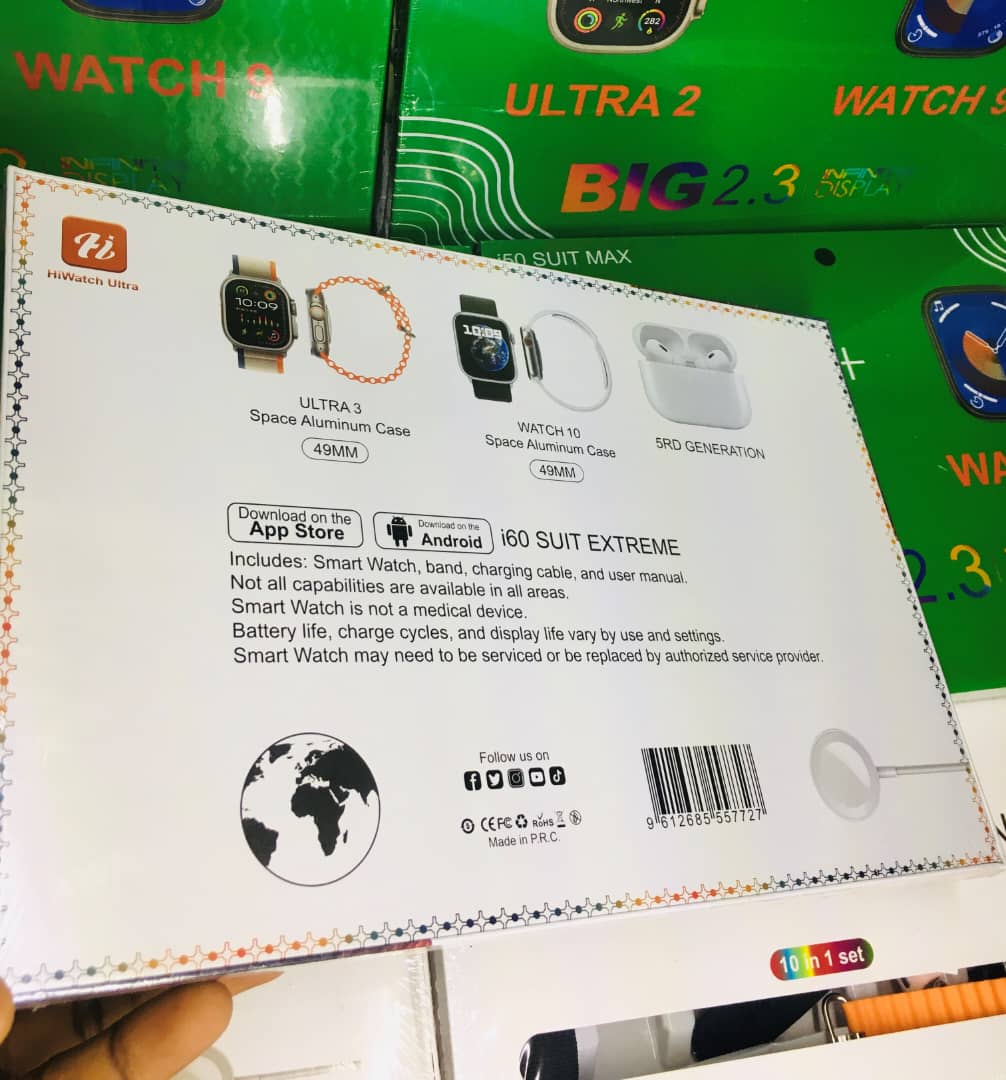 WATCH 9
INFINITE
DISPLAY
Northwest
282
ULTRA 2
WATCH 9
BIG 2.3
INFINITE
DISPLAY
i50 SUIT MAX
2.3
Hi
HiWatch Ultra
10:09
10:09
ULTRA 3
Space Aluminum Case
49MM
WATCH 10
Space Aluminum Case
49MM
5RD GENERATION
Download on the
App Store
Download on the
Android
i60 SUIT EXTREME
Includes: Smart Watch, band, charging cable, and user manual.
Not all capabilities are available in all areas.
Smart Watch is not a medical device.
Battery life, charge cycles, and display life vary by use and settings.
Smart Watch may need to be serviced or be replaced by authorized service provider.
Follow us on
CE FC RoHS
Made in P.R.C.
9 612685 557727
10 in 1 set